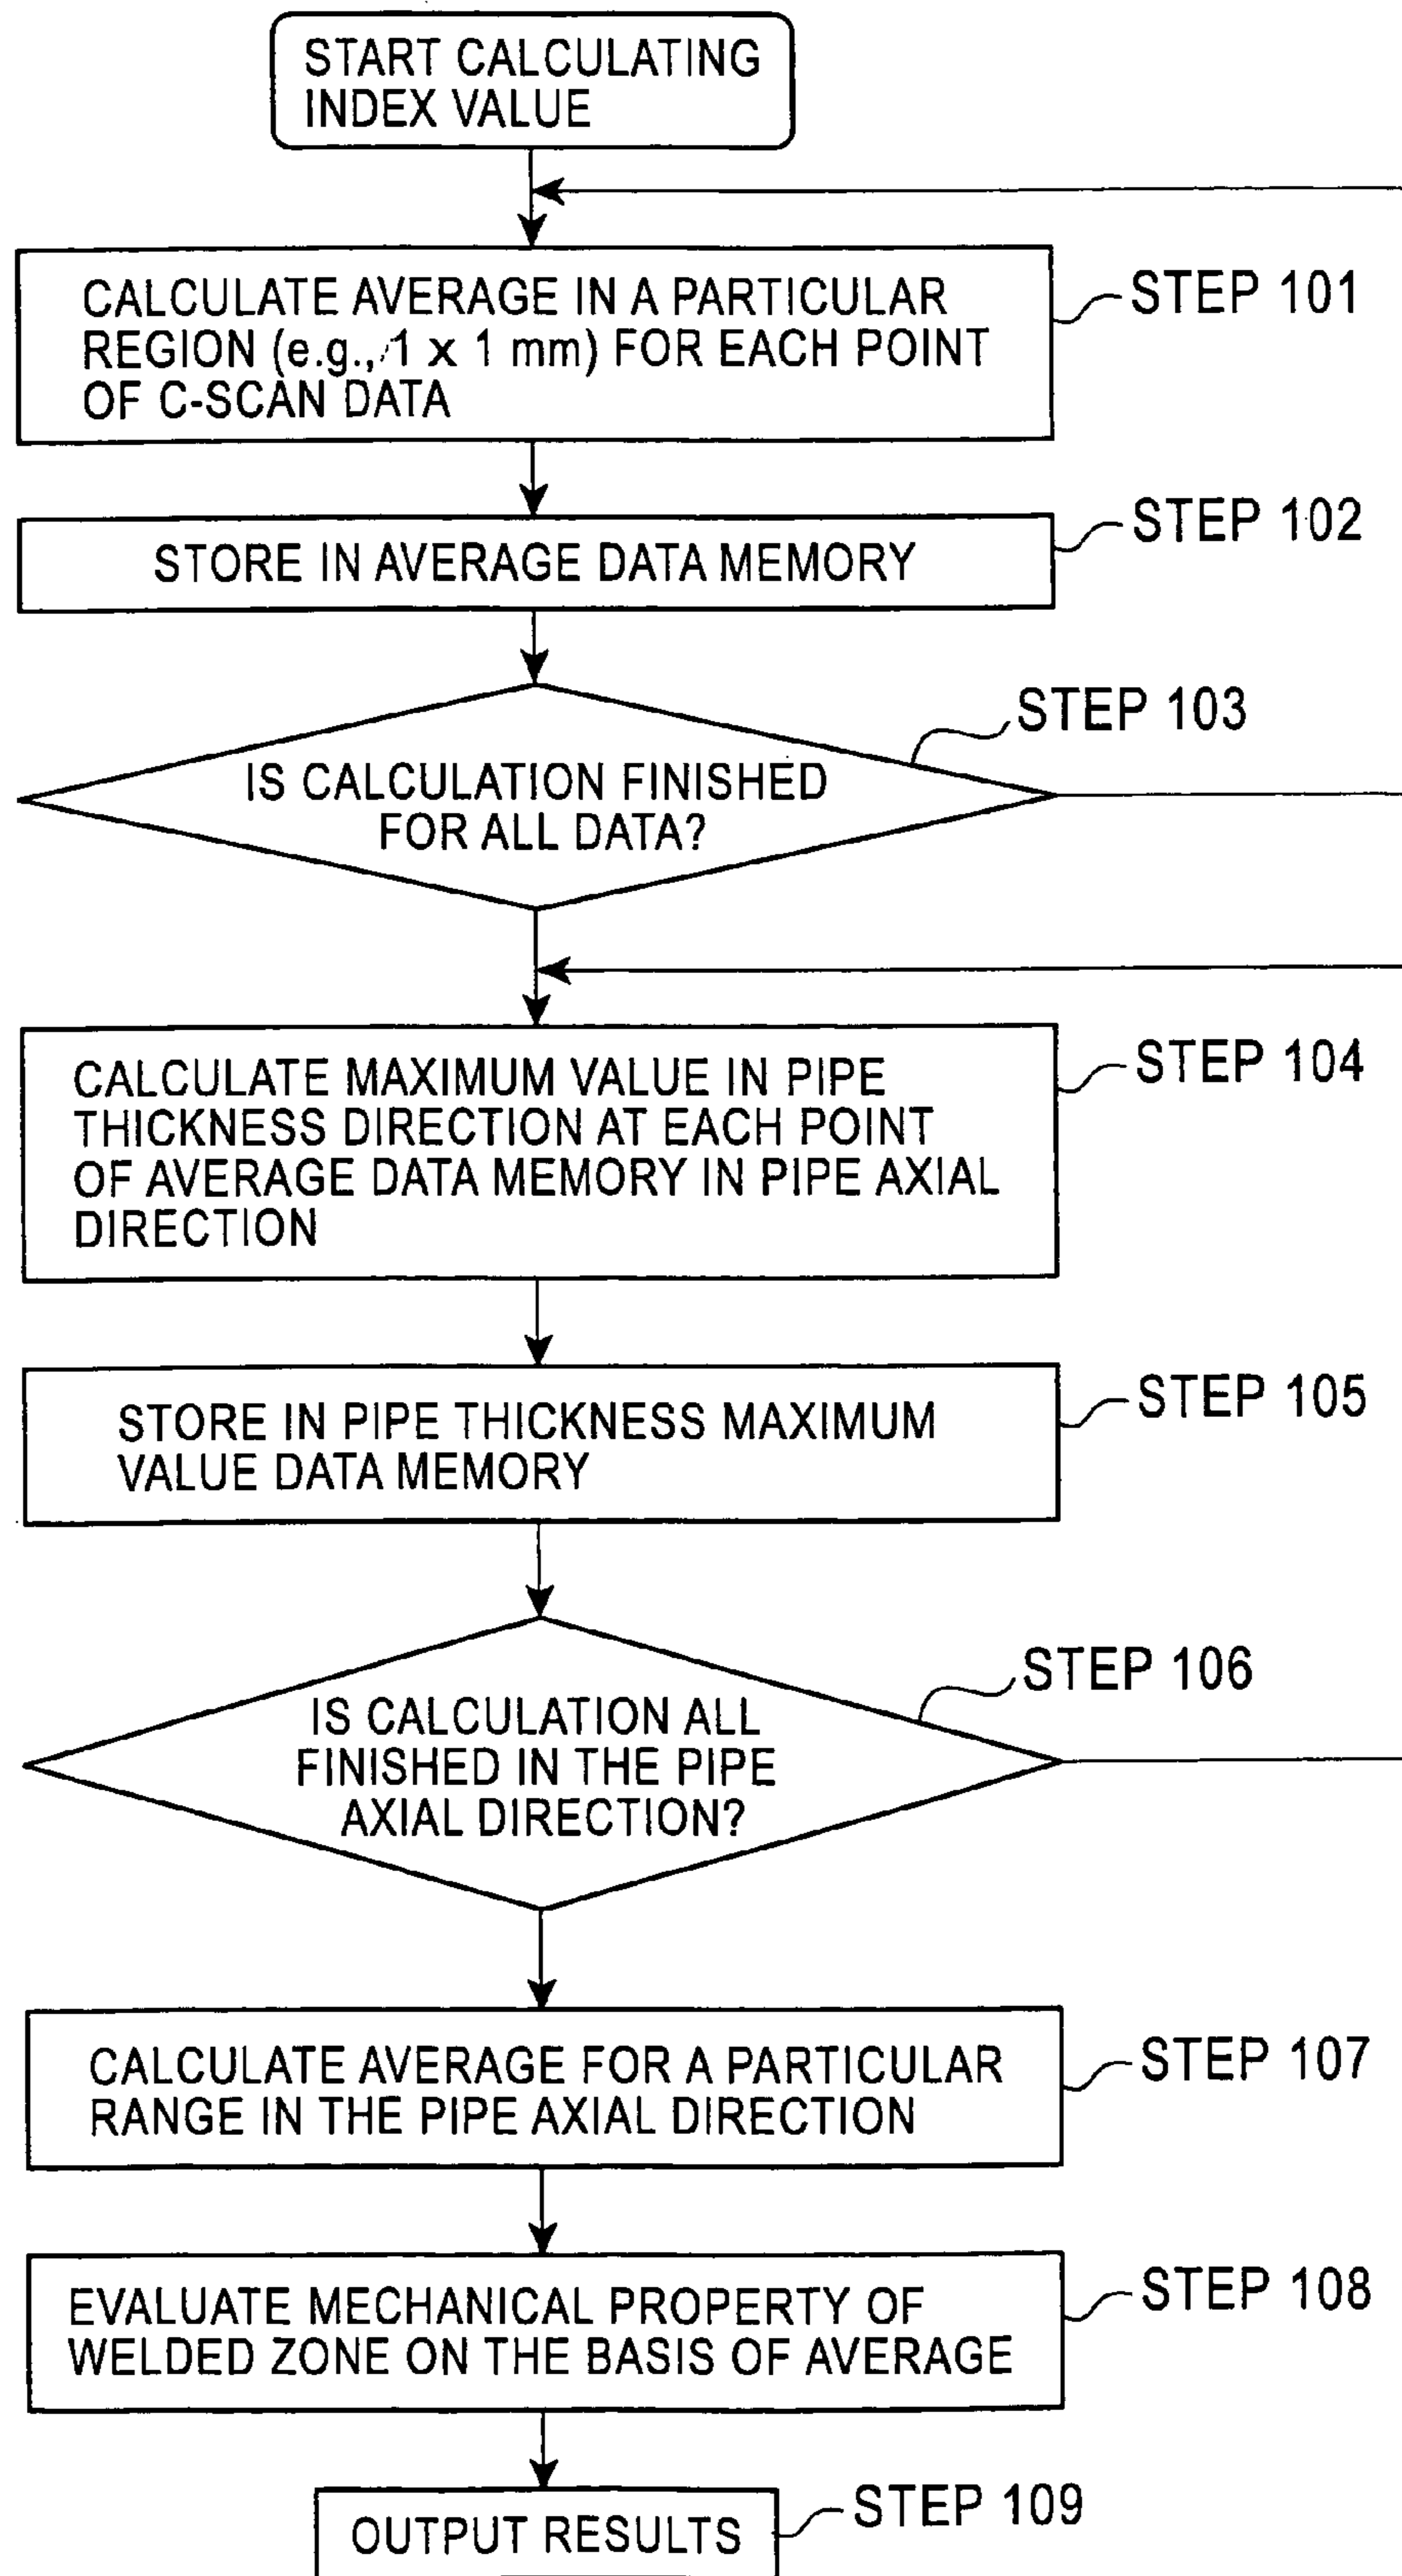 START CALCULATING
INDEX VALUE
CALCULATE AVERAGE IN A PARTICULAR
REGION (e.g., 1 x 1 mm) FOR EACH POINT
OF C-SCAN DATA
STEP 101
STORE IN AVERAGE DATA MEMORY
STEP 102
IS CALCULATION FINISHED
FOR ALL DATA?
STEP 103
CALCULATE MAXIMUM VALUE IN PIPE
THICKNESS DIRECTION AT EACH POINT
OF AVERAGE DATA MEMORY IN PIPE AXIAL
DIRECTION
STEP 104
STORE IN PIPE THICKNESS MAXIMUM
VALUE DATA MEMORY
STEP 105
IS CALCULATION ALL
FINISHED IN THE PIPE
AXIAL DIRECTION?
STEP 106
CALCULATE AVERAGE FOR A PARTICULAR
RANGE IN THE PIPE AXIAL DIRECTION
STEP 107
EVALUATE MECHANICAL PROPERTY OF
WELDED ZONE ON THE BASIS OF AVERAGE
STEP 108
OUTPUT RESULTS
STEP 109